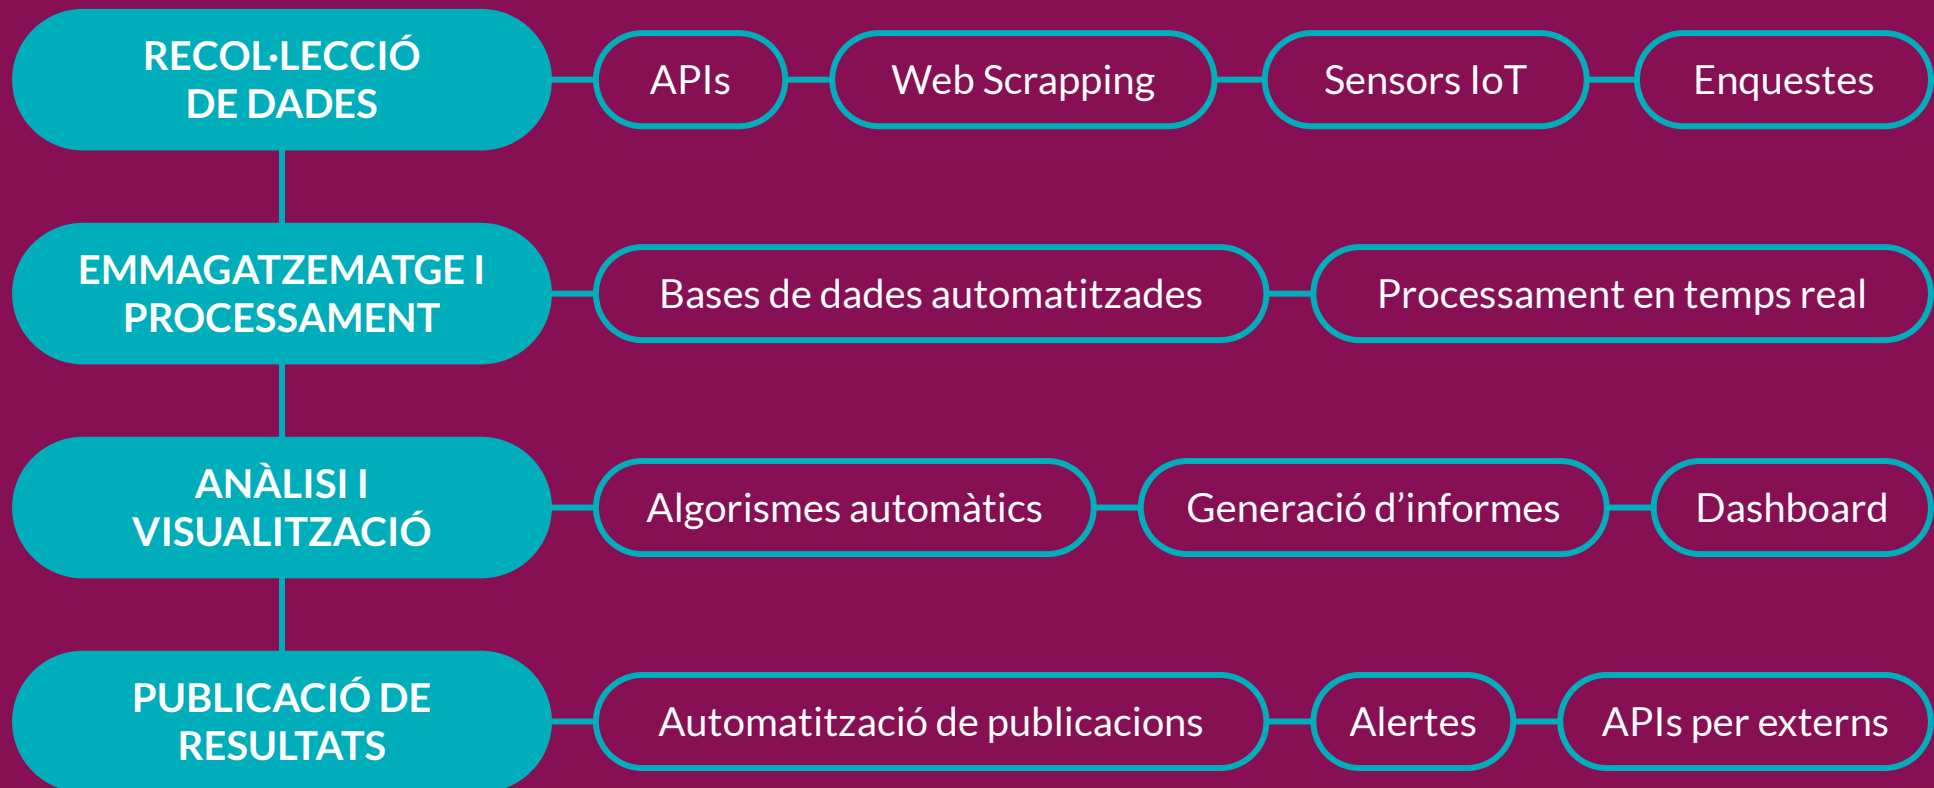 RECOL·LECCIÓ
DE DADES
APIs
Web Scrapping
Sensors IoT
Enquestes
EMMAGATZEMATGE I
PROCESSAMENT
Bases de dades automatitzades
Processament en temps real
ANÀLISI I
VISUALITZACIÓ
Algorismes automàtics
Generació d’informes
Dashboard
PUBLICACIÓ DE
RESULTATS
Automatització de publicacions
Alertes
APIs per externs